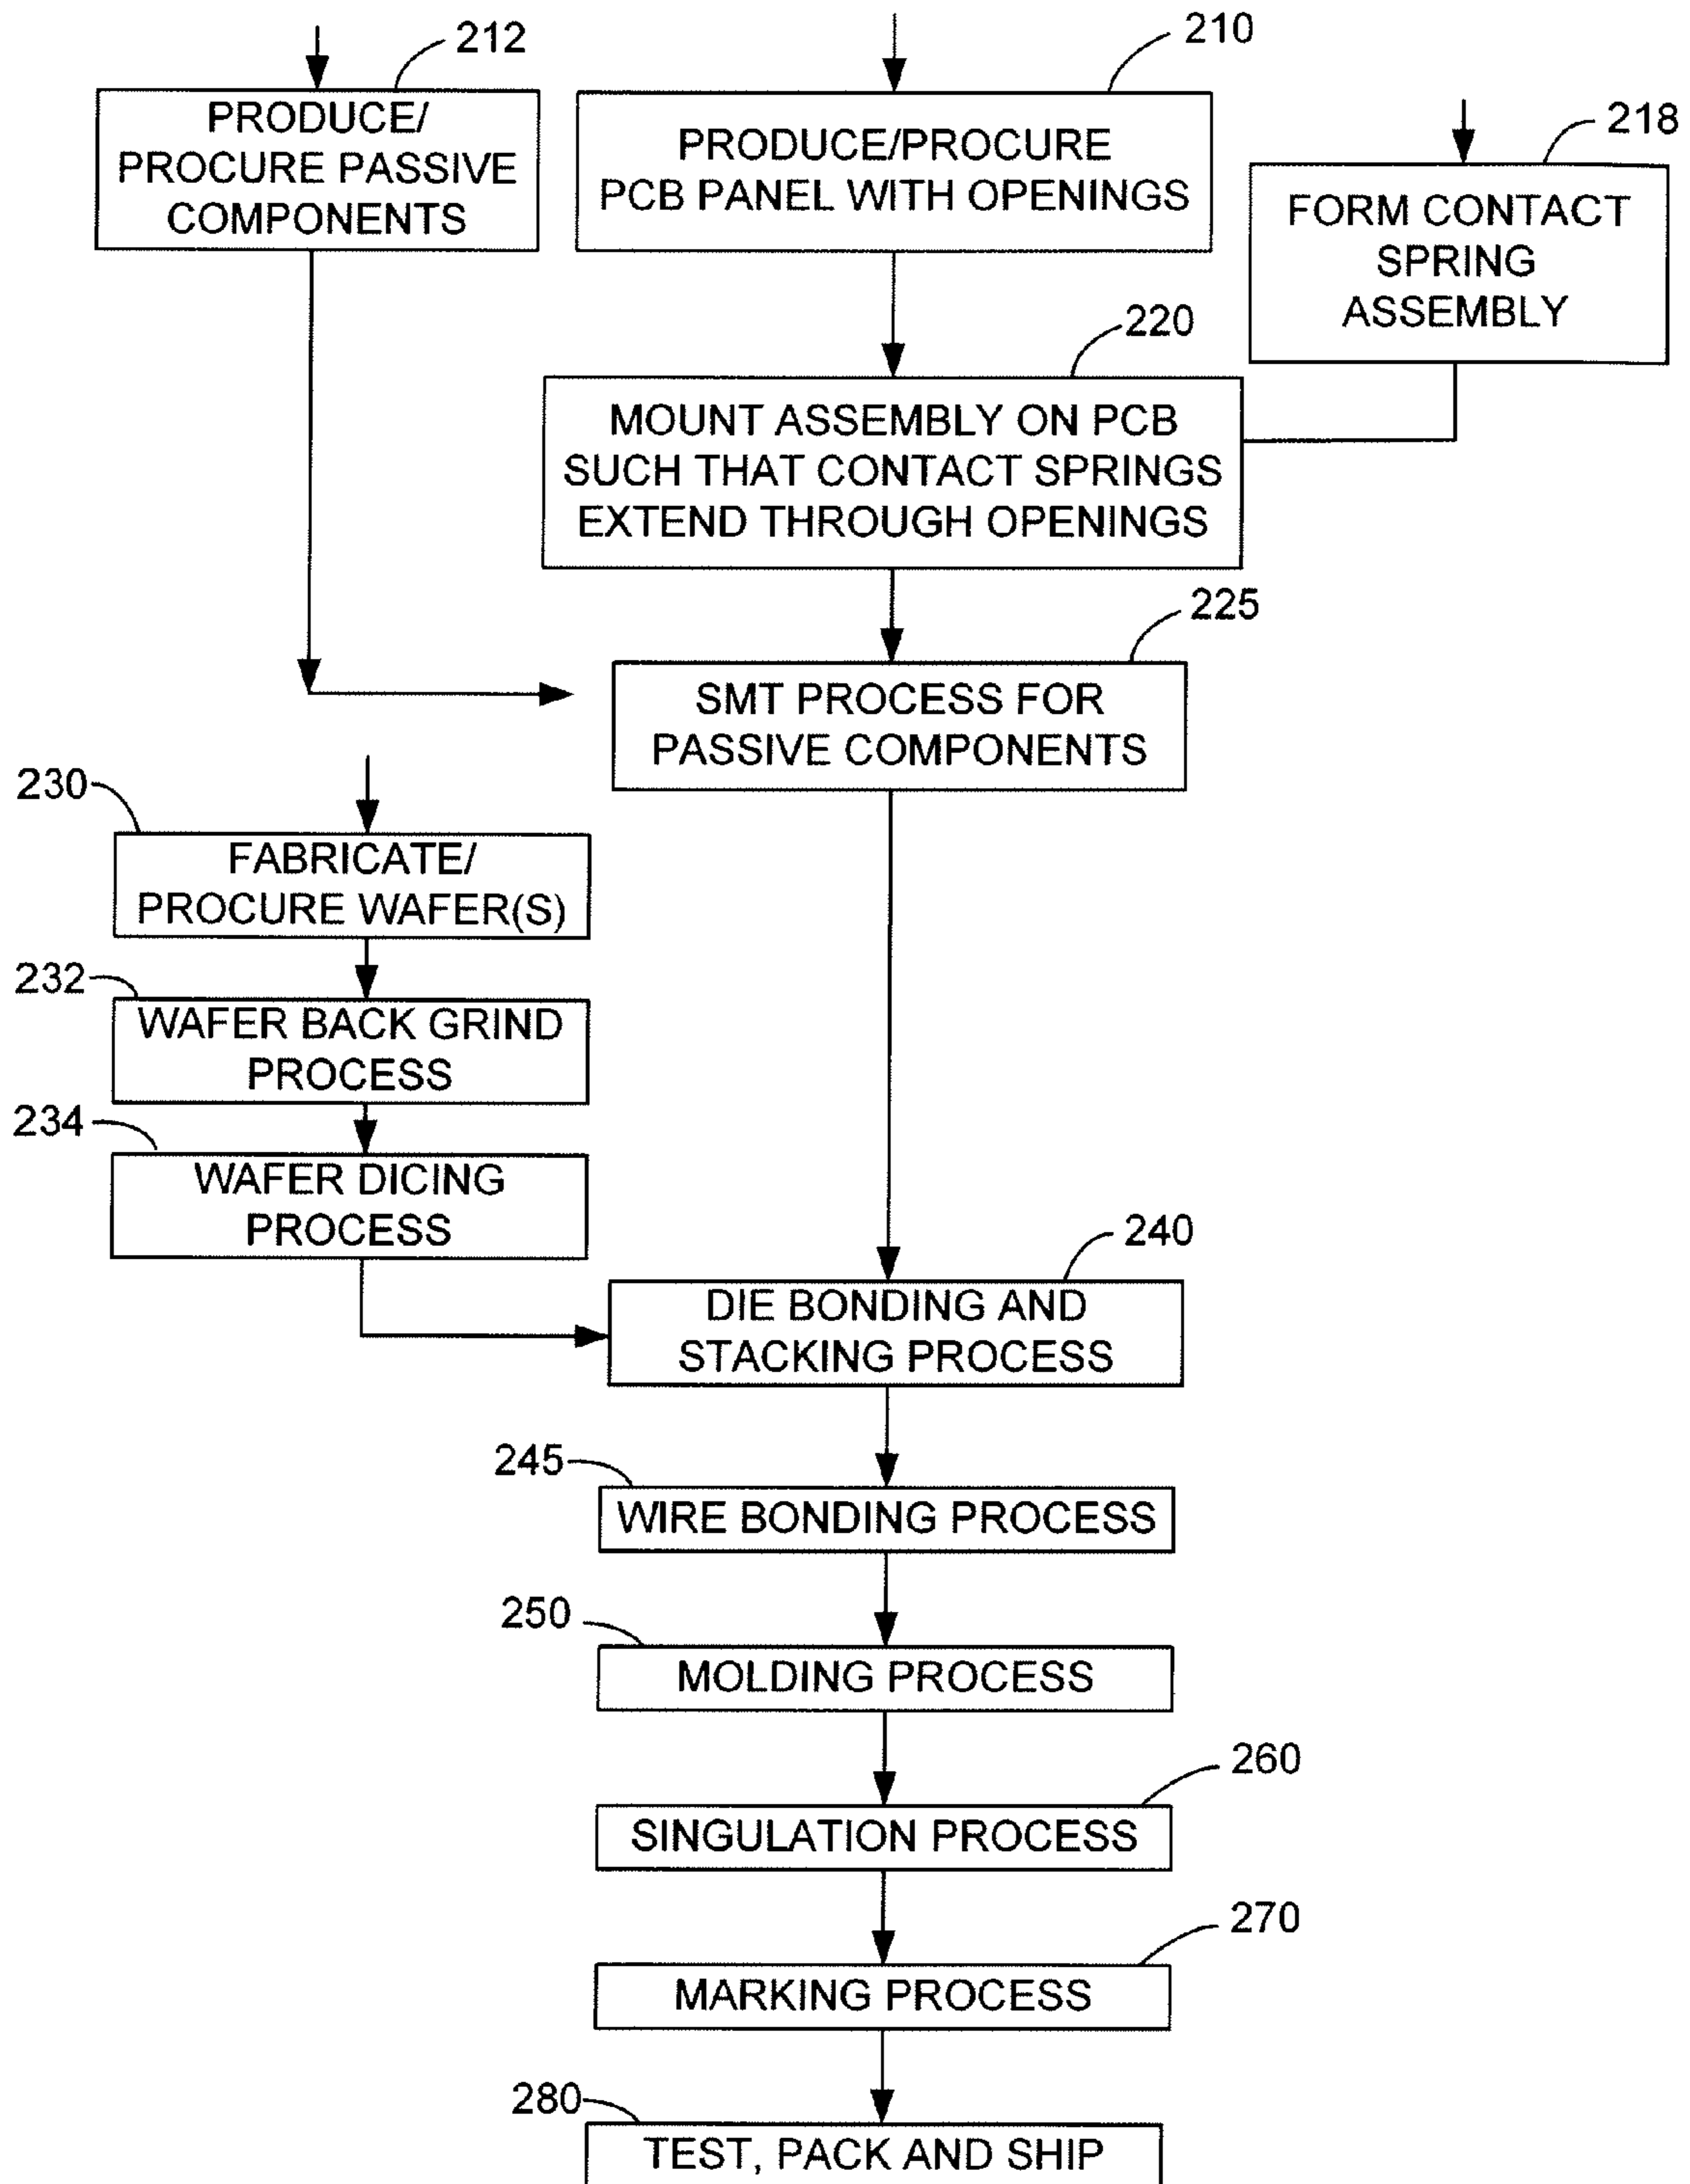 212
PRODUCE/
PROCURE PASSIVE
COMPONENTS
210
PRODUCE/PROCURE
PCB PANEL WITH OPENINGS
218
FORM CONTACT
SPRING
ASSEMBLY
220
MOUNT ASSEMBLY ON PCB
SUCH THAT CONTACT SPRINGS
EXTEND THROUGH OPENINGS
225
SMT PROCESS FOR
PASSIVE COMPONENTS
230
FABRICATE/
PROCURE WAFER(S)
232
WAFER BACK GRIND
PROCESS
234
WAFER DICING
PROCESS
240
DIE BONDING AND
STACKING PROCESS
245
WIRE BONDING PROCESS
250
MOLDING PROCESS
260
SINGULATION PROCESS
270
MARKING PROCESS
280
TEST, PACK AND SHIP